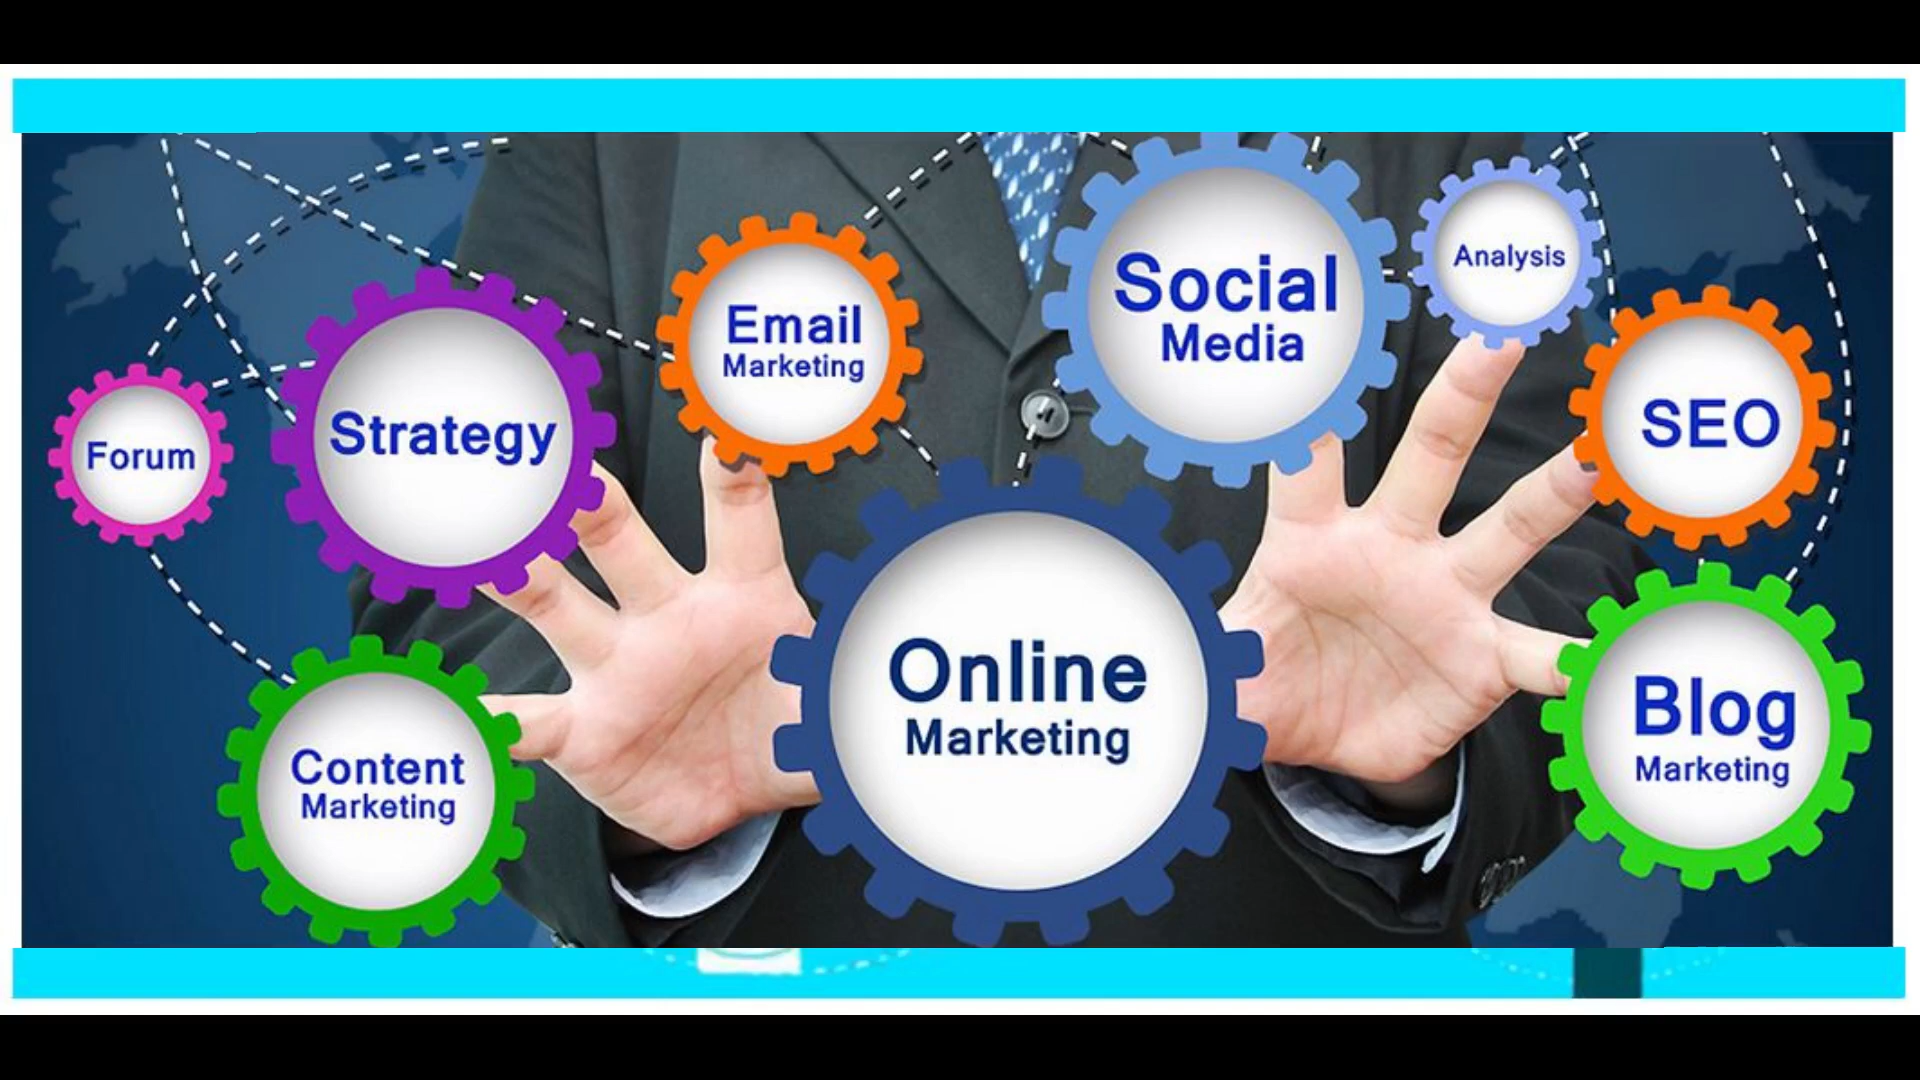 Forum
Strategy
Email
Marketing
Social
Media
Analysis
SEO
Content
Marketing
Online
Marketing
Blog
Marketing